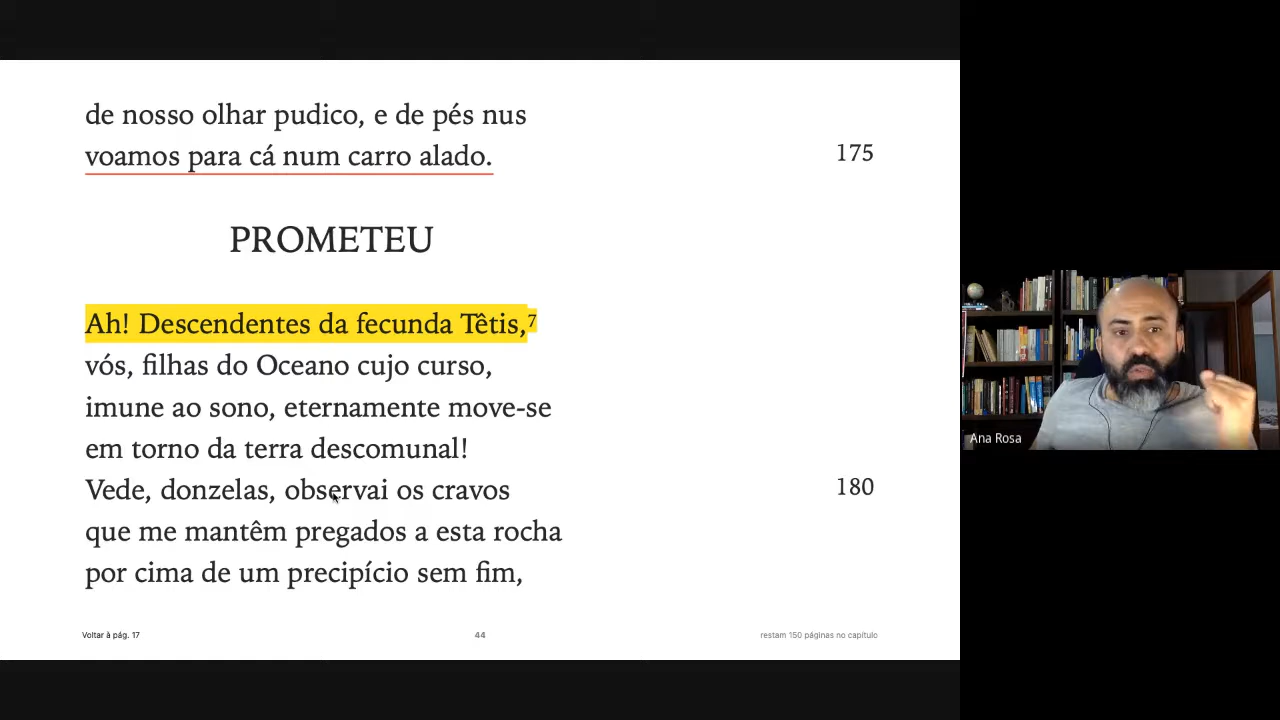 de nosso olhar pudico, e de pés nus
voamos para cá num carro alado.
175
PROMETEU
Ah! Descendentes da fecunda Têtis,7
vós, filhas do Oceano cujo curso,
imune ao sono, eternamente move-se
em torno da terra descomunal!
Vede, donzelas, observai os cravos
180
que me mantêm pregados a esta rocha
por cima de um precipício sem fim,
Voltar à pág. 17
44
restam 150 páginas no capítulo
Ana Rosa